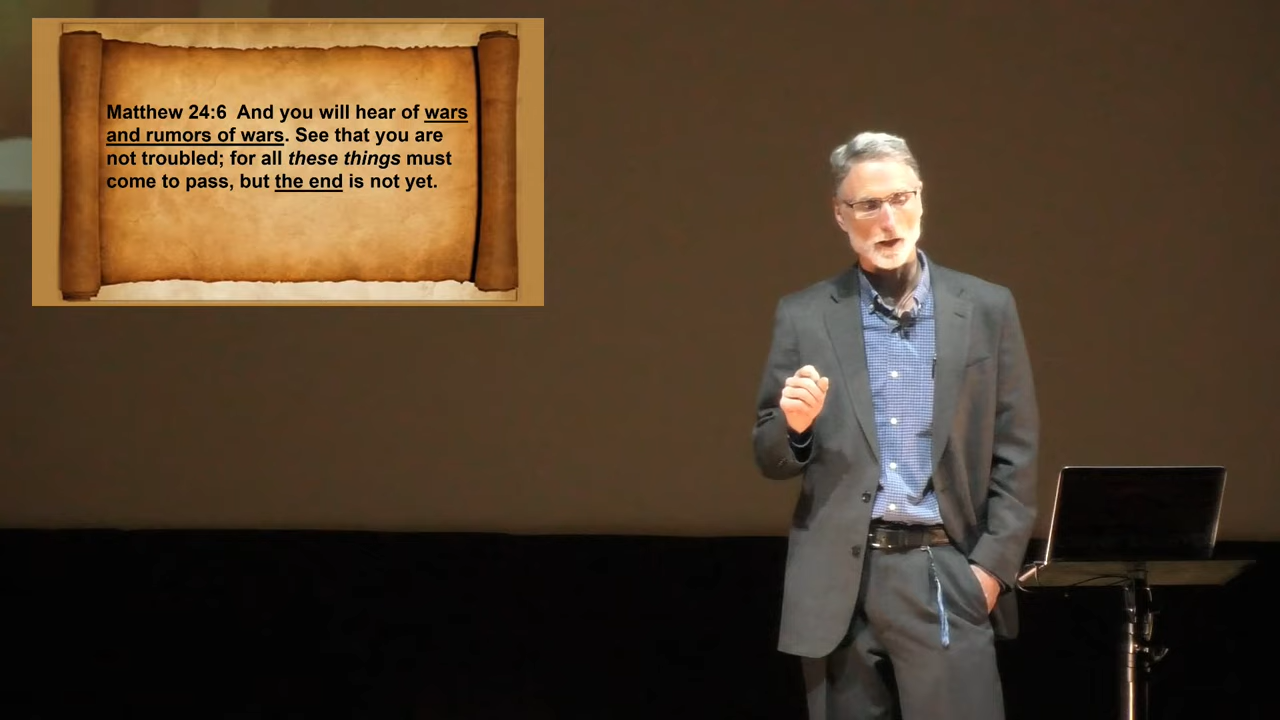 Matthew 24:6  And you will hear of wars
and rumors of wars. See that you are
not troubled; for all these things must
come to pass, but the end is not yet.